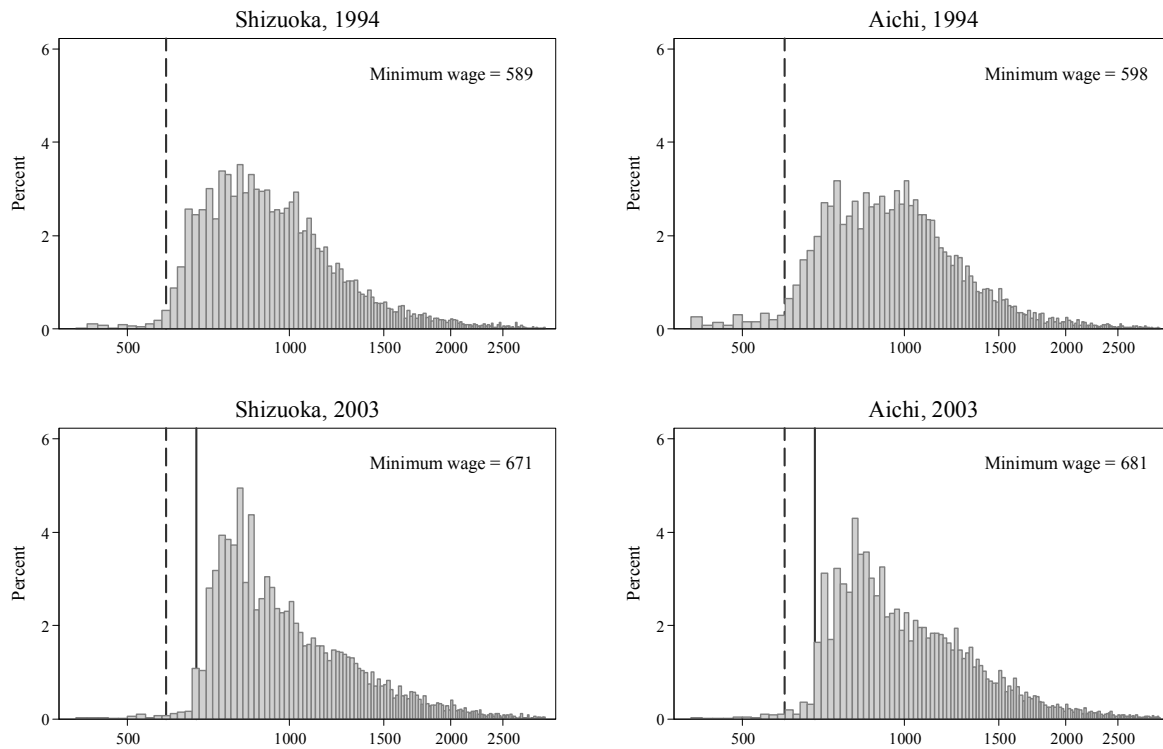 Shizuoka, 1994
Minimum wage = 589
Percent
6
4
2
0
500 1000 1500 2000 2500
Aichi, 1994
Minimum wage = 598
Percent
6
4
2
0
500 1000 1500 2000 2500
Shizuoka, 2003
Minimum wage = 671
Percent
6
4
2
0
500 1000 1500 2000 2500
Aichi, 2003
Minimum wage = 681
Percent
6
4
2
0
500 1000 1500 2000 2500